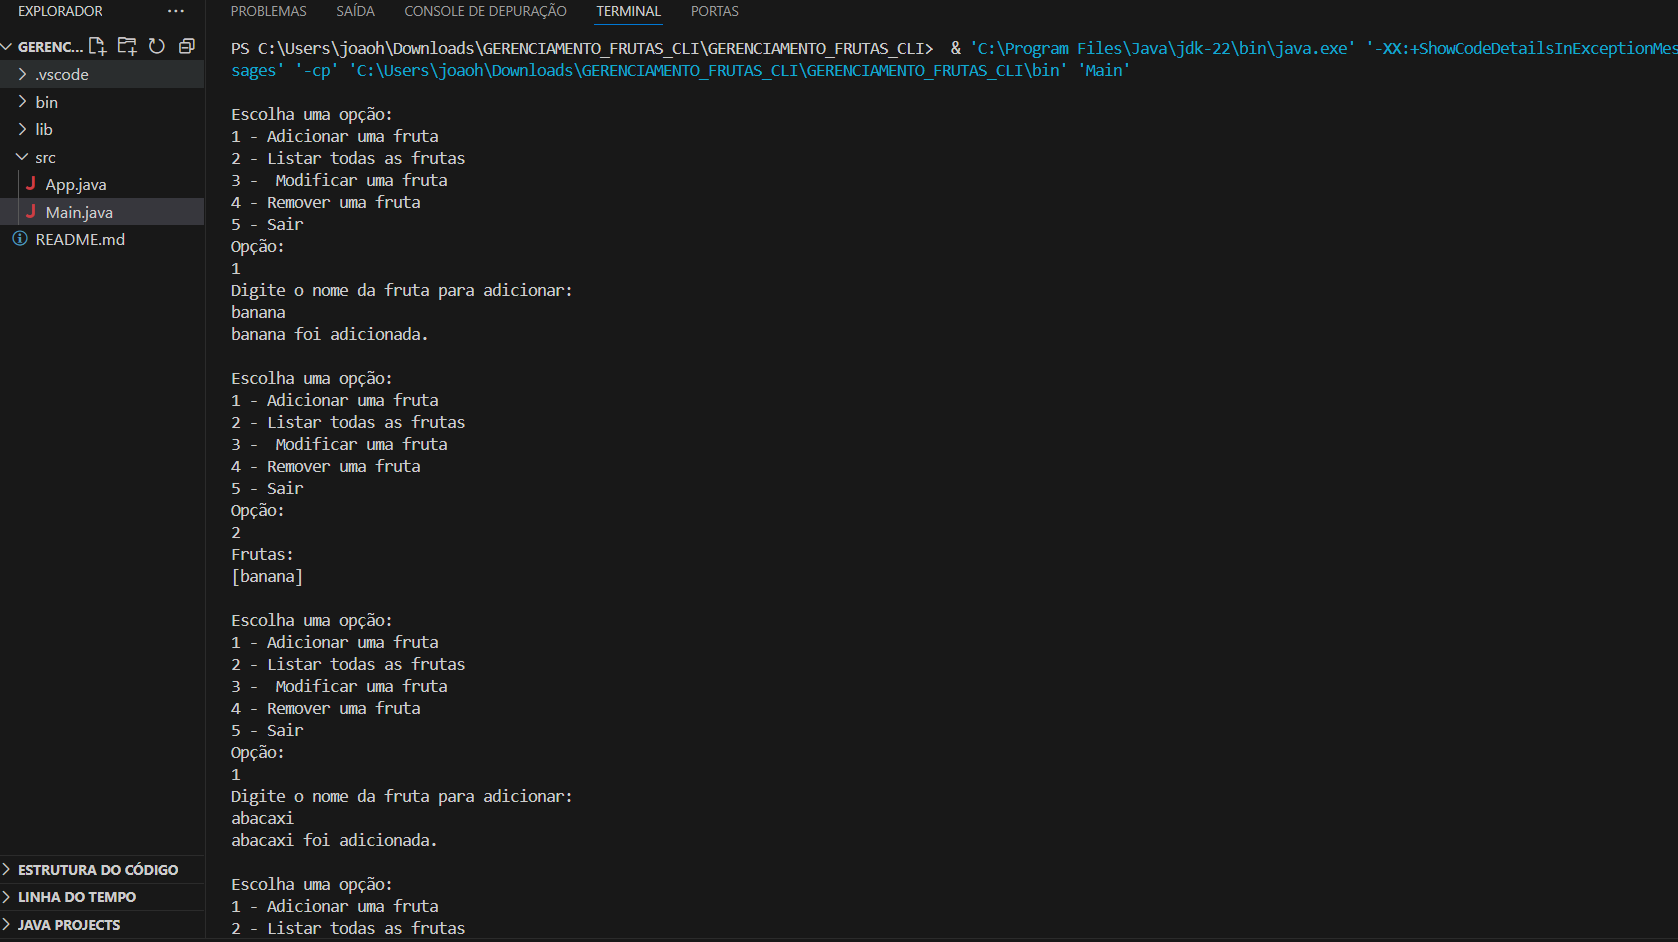 EXPLORADOR ···
GERENC...
.vscode
bin
lib
src
J App.java
J Main.java
README.md
ESTRUTURA DO CÓDIGO
LINHA DO TEMPO
JAVA PROJECTS
PROBLEMAS SAÍDA CONSOLE DE DEPURAÇÃO TERMINAL PORTAS
PS C:\Users\joaoh\Downloads\GERENCIAMENTO_FRUTAS_CLI\GERENCIAMENTO_FRUTAS_CLI> & 'C:\Program Files\Java\jdk-22\bin\java.exe' '-XX:+ShowCodeDetailsInExceptionMes
sages' '-cp' 'C:\Users\joaoh\Downloads\GERENCIAMENTO_FRUTAS_CLI\GERENCIAMENTO_FRUTAS_CLI\bin' 'Main'
Escolha uma opção:
1 - Adicionar uma fruta
2 - Listar todas as frutas
3 -  Modificar uma fruta
4 - Remover uma fruta
5 - Sair
Opção:
1
Digite o nome da fruta para adicionar:
banana
banana foi adicionada.
Escolha uma opção:
1 - Adicionar uma fruta
2 - Listar todas as frutas
3 -  Modificar uma fruta
4 - Remover uma fruta
5 - Sair
Opção:
2
Frutas:
[banana]
Escolha uma opção:
1 - Adicionar uma fruta
2 - Listar todas as frutas
3 -  Modificar uma fruta
4 - Remover uma fruta
5 - Sair
Opção:
1
Digite o nome da fruta para adicionar:
abacaxi
abacaxi foi adicionada.
Escolha uma opção:
1 - Adicionar uma fruta
2 - Listar todas as frutas